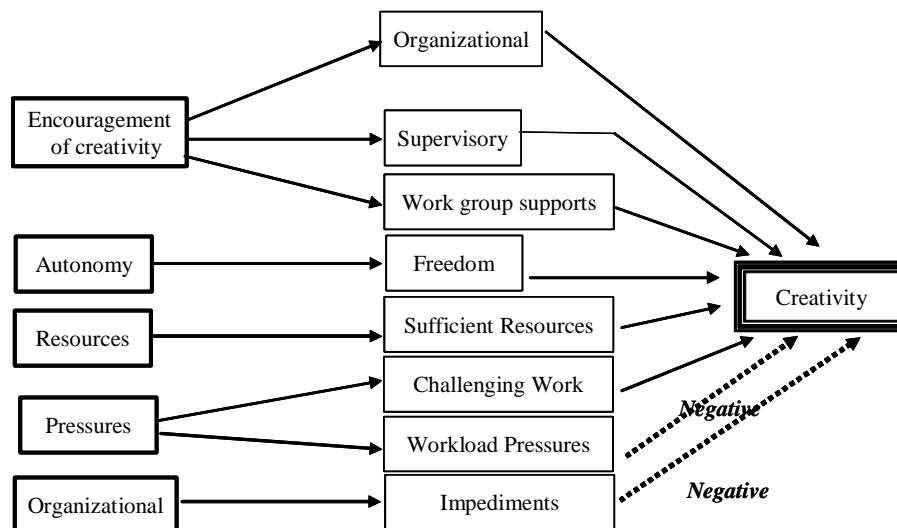 Organizational
Encouragement
of creativity
Supervisory
Work group supports
Autonomy
Freedom
Creativity
Resources
Sufficient Resources
Challenging Work
Negative
Pressures
Workload Pressures
Negative
Organizational
Impediments